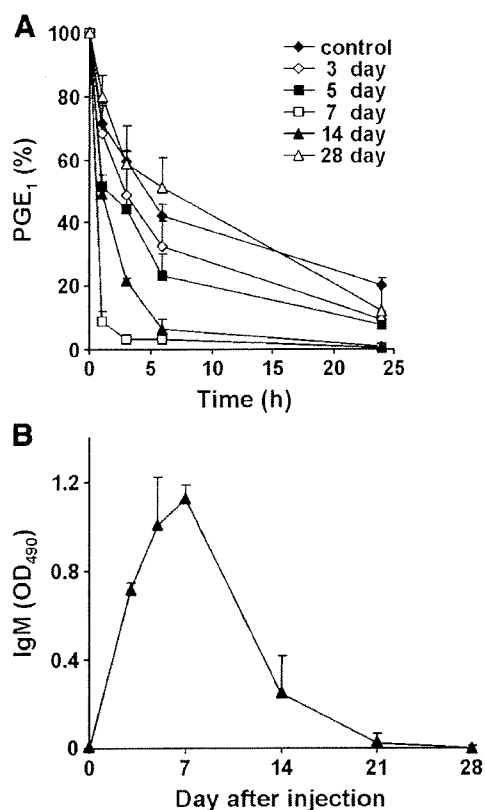 A
PGE₁ (%)
100
80
60
40
20
0
control
3 day
5 day
7 day
14 day
28 day
0 5 10 15 20 25
Time (h)
B
IgM (OD₄₉₀)
1.2
0.8
0.4
0
0 7 14 21 28
Day after injection